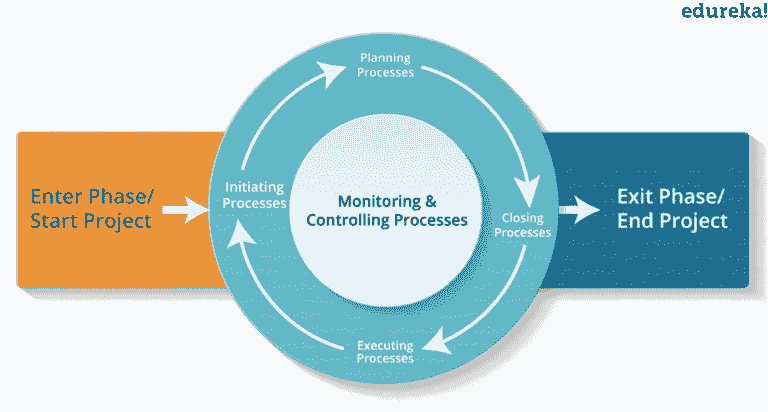 edureka!
Planning
Processes
Enter Phase/
Start Project
Initiating
Processes
Monitoring &
Controlling Processes
Closing
Processes
Exit Phase/
End Project
Executing
Processes